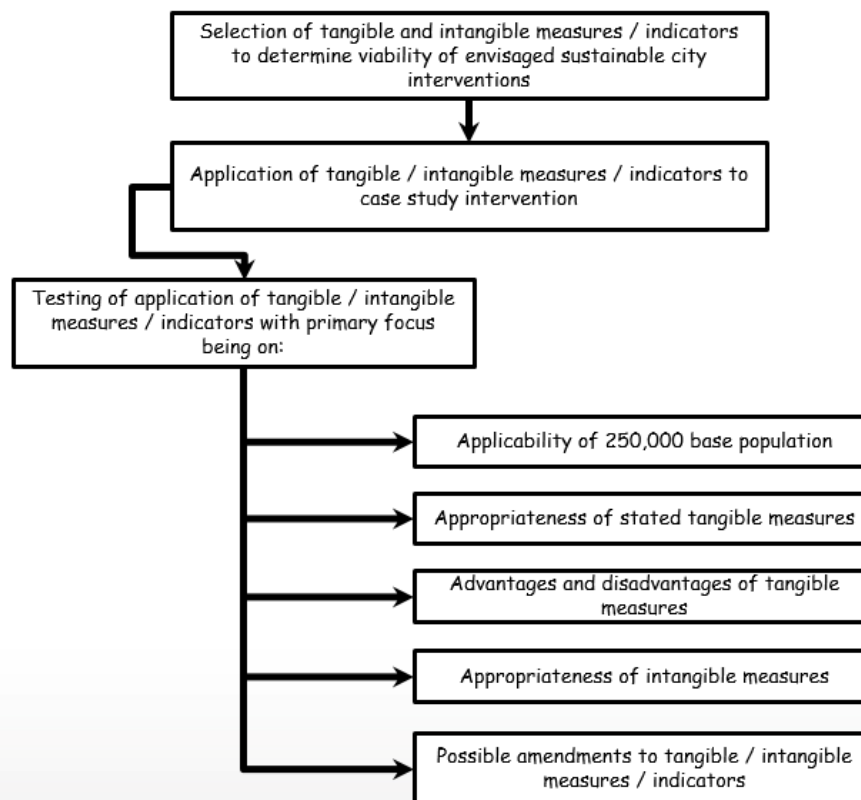 Selection of tangible and intangible measures / indicators
to determine viability of envisaged sustainable city
interventions
Application of tangible / intangible measures / indicators to
case study intervention
Testing of application of tangible / intangible
measures / indicators with primary focus
being on:
Applicability of 250,000 base population
Appropriateness of stated tangible measures
Advantages and disadvantages of tangible
measures
Appropriateness of intangible measures
Possible amendments to tangible / intangible
measures / indicators